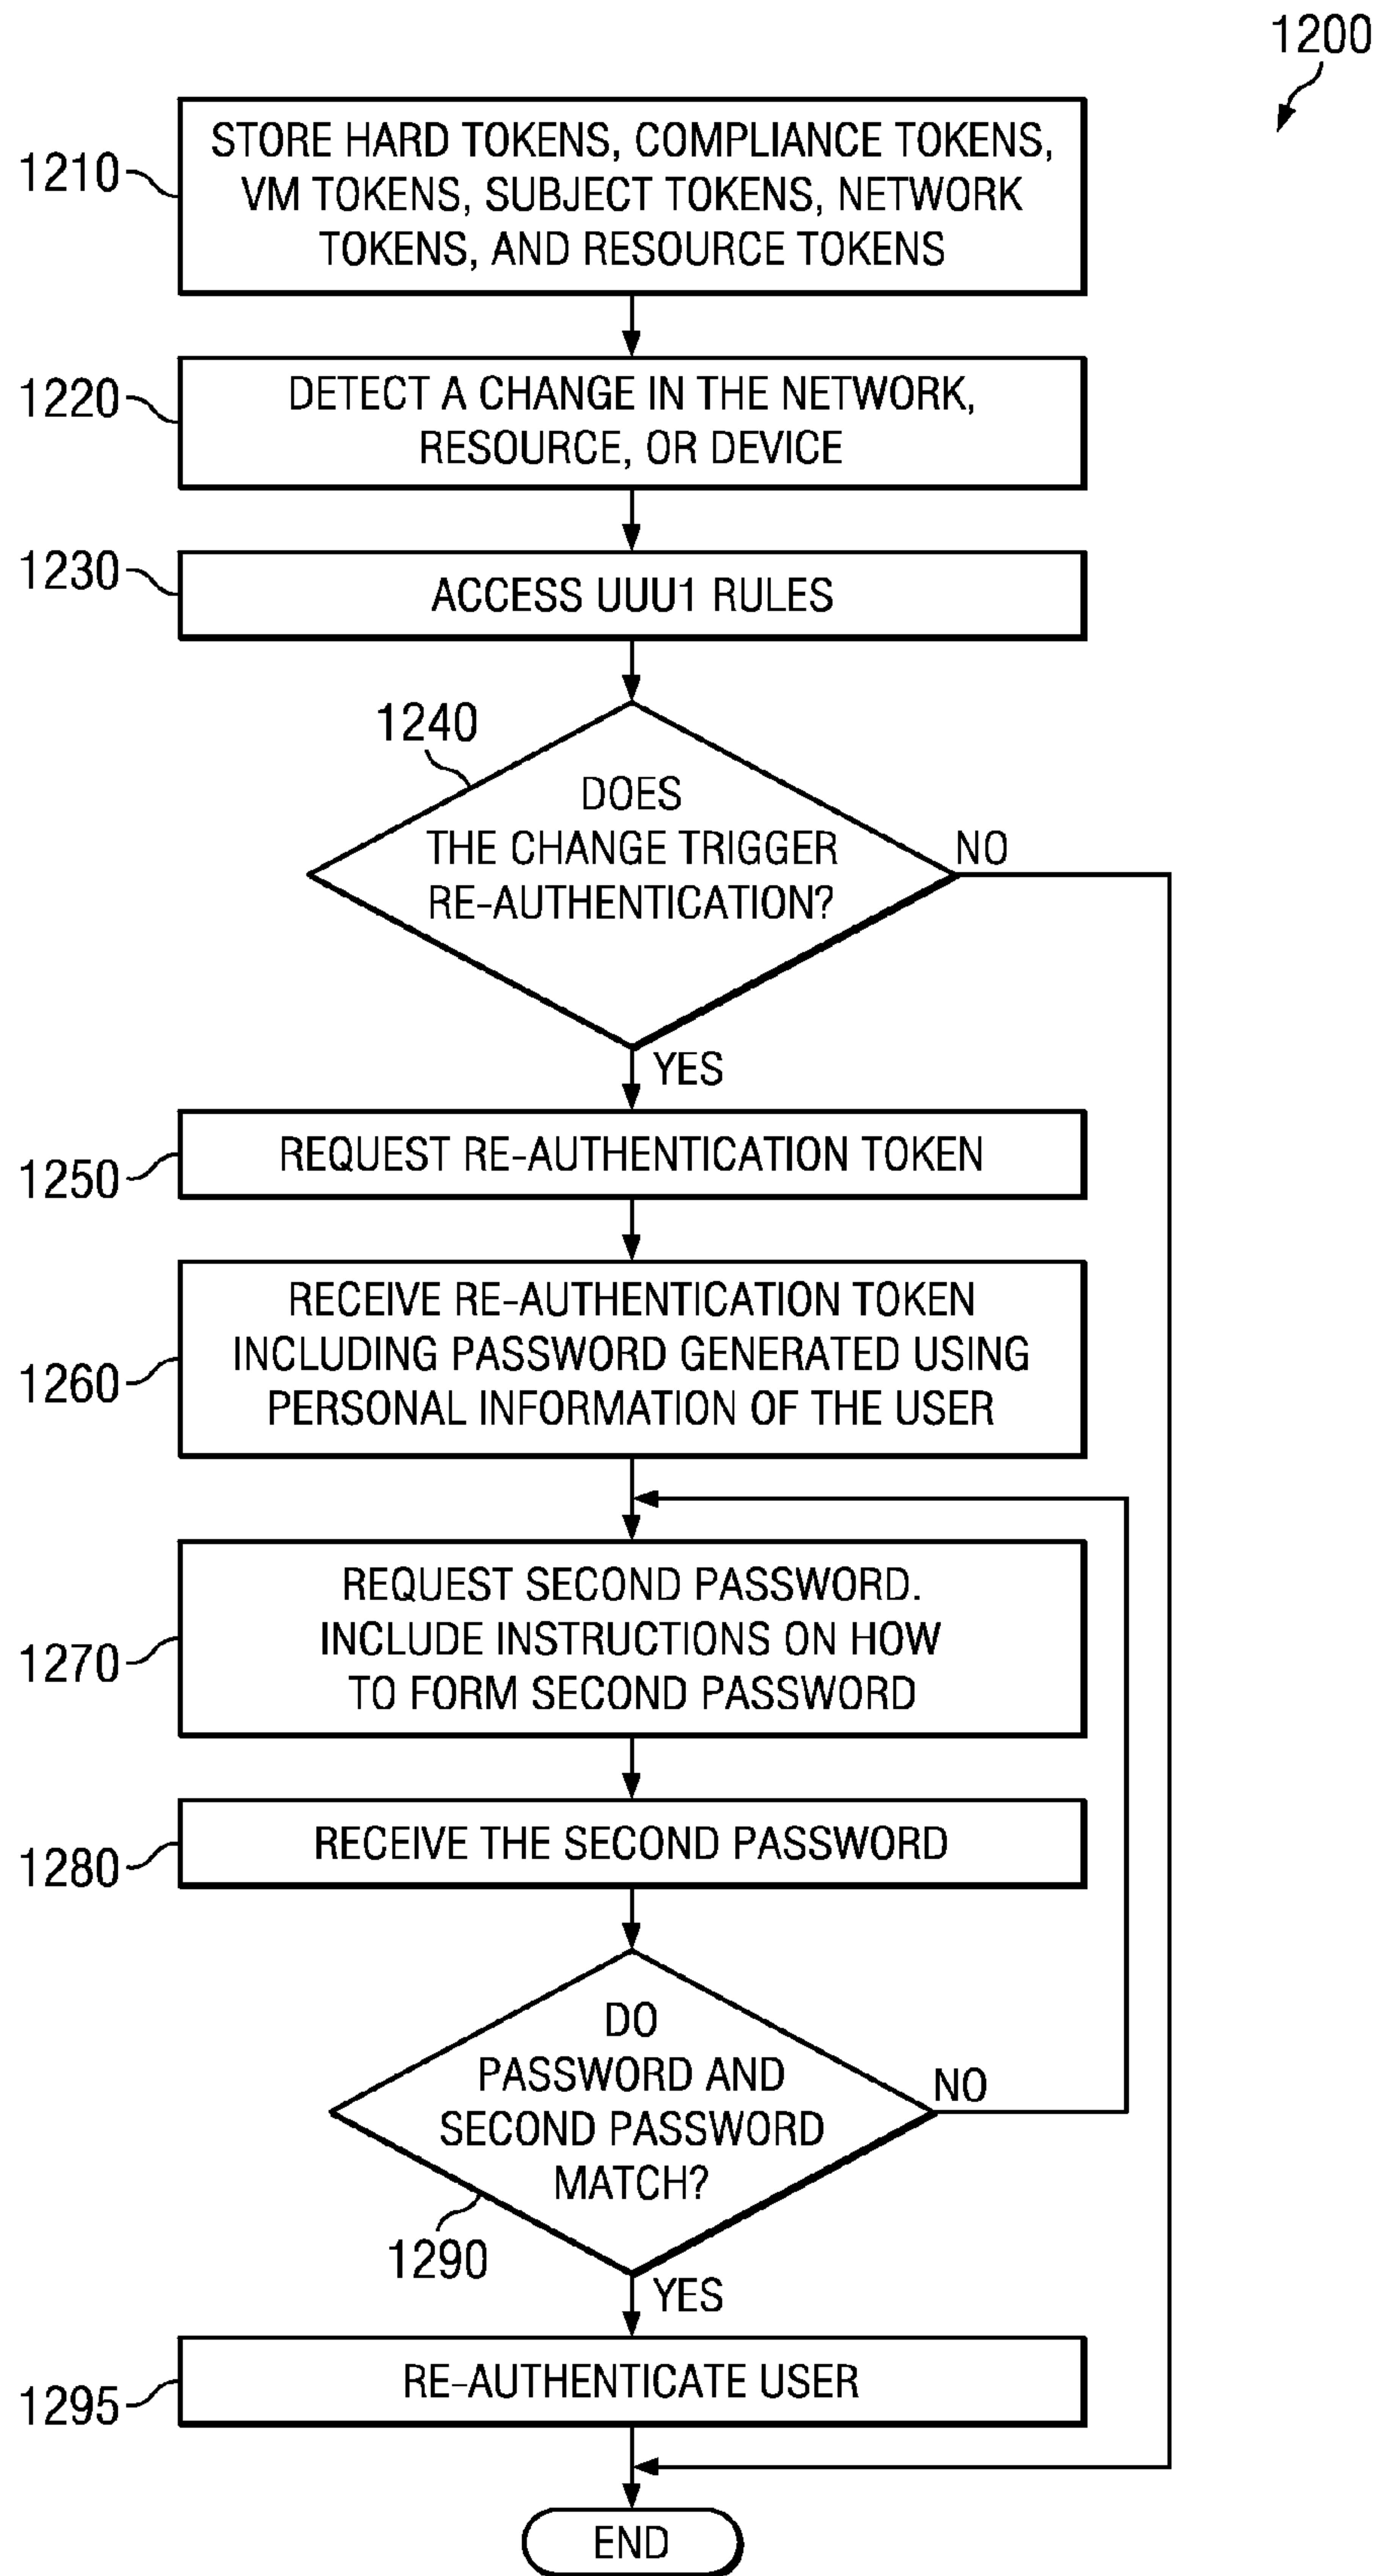 1200
1210
STORE HARD TOKENS, COMPLIANCE TOKENS,
VM TOKENS, SUBJECT TOKENS, NETWORK
TOKENS, AND RESOURCE TOKENS
1220
DETECT A CHANGE IN THE NETWORK,
RESOURCE, OR DEVICE
1230
ACCESS UUU1 RULES
1240
DOES
THE CHANGE TRIGGER
RE-AUTHENTICATION?
NO
YES
1250
REQUEST RE-AUTHENTICATION TOKEN
1260
RECEIVE RE-AUTHENTICATION TOKEN
INCLUDING PASSWORD GENERATED USING
PERSONAL INFORMATION OF THE USER
1270
REQUEST SECOND PASSWORD.
INCLUDE INSTRUCTIONS ON HOW
TO FORM SECOND PASSWORD
1280
RECEIVE THE SECOND PASSWORD
DO
PASSWORD AND
SECOND PASSWORD
MATCH?
NO
1290
YES
1295
RE-AUTHENTICATE USER
END